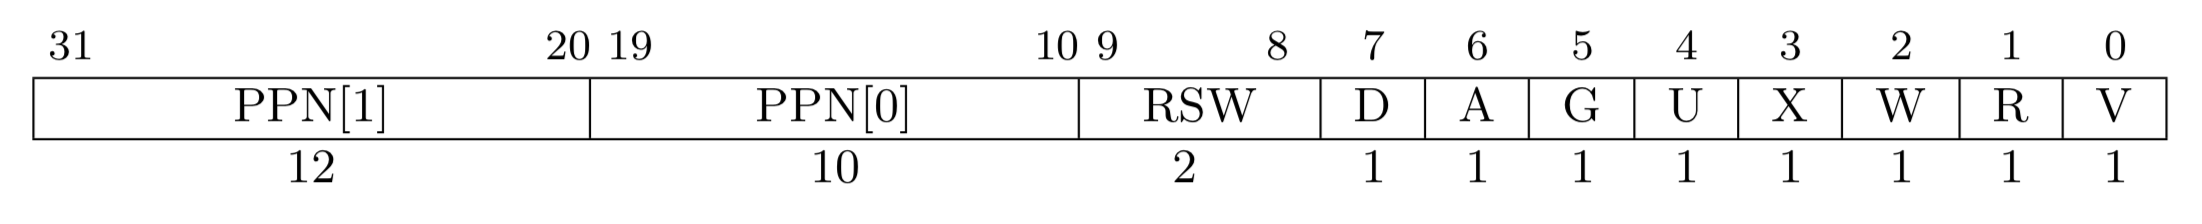 31 20 19 10 9 8 7 6 5 4 3 2 1 0
PPN[1] PPN[0] RSW D A G U X W R V
12 10 2 1 1 1 1 1 1 1 1